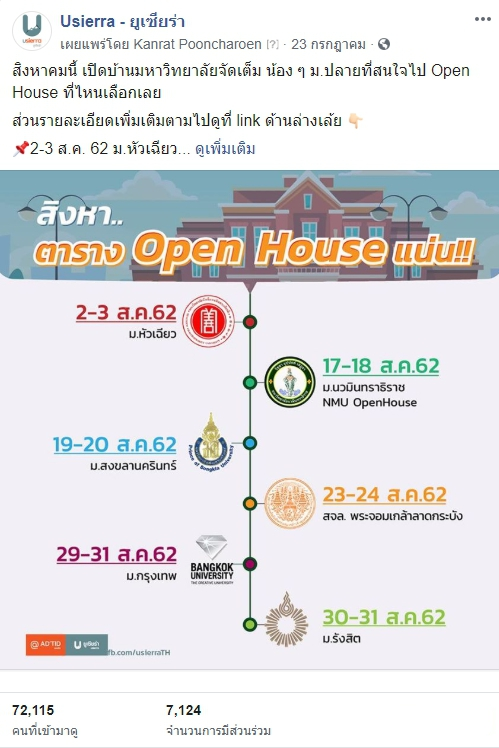 Usierra - ยูเซียร่า
เผยแพร่โดย Kanrat Pooncharoen [?] · 23 กรกฎาคม ·
สิงหาคมนี้ เปิดบ้านมหาวิทยาลัยจัดเต็ม น้อง ๆ ม.ปลายที่สนใจไป Open
House ที่ไหนเลือกเลย
ส่วนรายละเอียดเพิ่มเติมตามไปดูที่ link ด้านล่างเล้ย 👇🏻
📌2-3 ส.ค. 62 ม.หัวเฉียว... ดูเพิ่มเติม
สิงหา..
ตาราง Open House แน่น!!
2-3 ส.ค.62
ม.หัวเฉียว
17-18 ส.ค.62
ม.นวมินทราธิราช
NMU OpenHouse
19-20 ส.ค.62
ม.สงขลานครินทร์
Prince of Songkla University
23-24 ส.ค.62
สจล. พระจอมเกล้าลาดกระบัง
29-31 ส.ค.62
ม.กรุงเทพ
BANGKOK
UNIVERSITY
THE CREATIVE UNIVERSITY
30-31 ส.ค.62
ม.รังสิต
fb.com/usierraTH
72,115
คนที่เข้ามาดู
7,124
จำนวนการมีส่วนร่วม